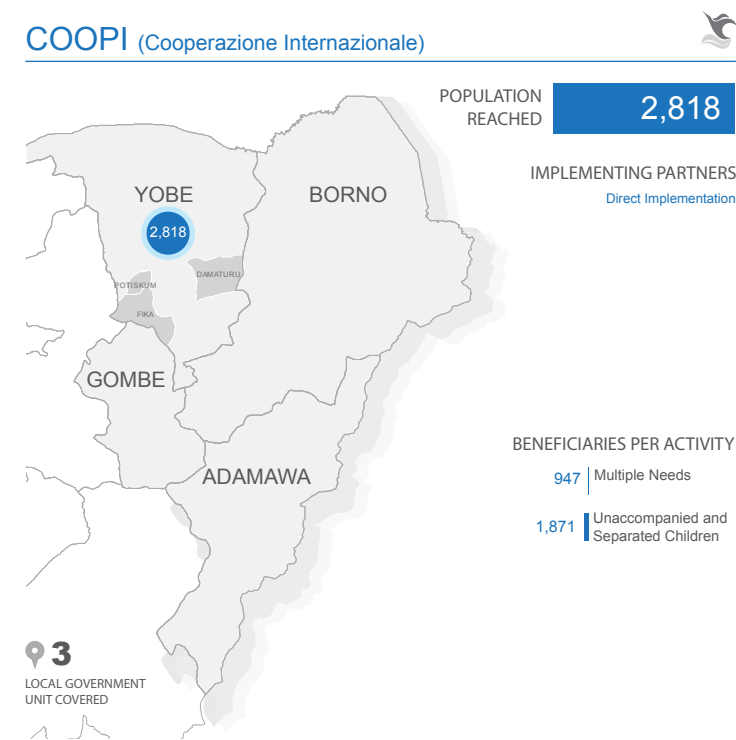 COOPI (Cooperazione Internazionale)
POPULATION
REACHED
2,818
IMPLEMENTING PARTNERS
Direct Implementation
YOBE
BORNO
2,818
DAMATURU
POTISKUM
FIKA
GOMBE
ADAMAWA
BENEFICIARIES PER ACTIVITY
947 Multiple Needs
1,871 Unaccompanied and
Separated Children
3
LOCAL GOVERNMENT
UNIT COVERED